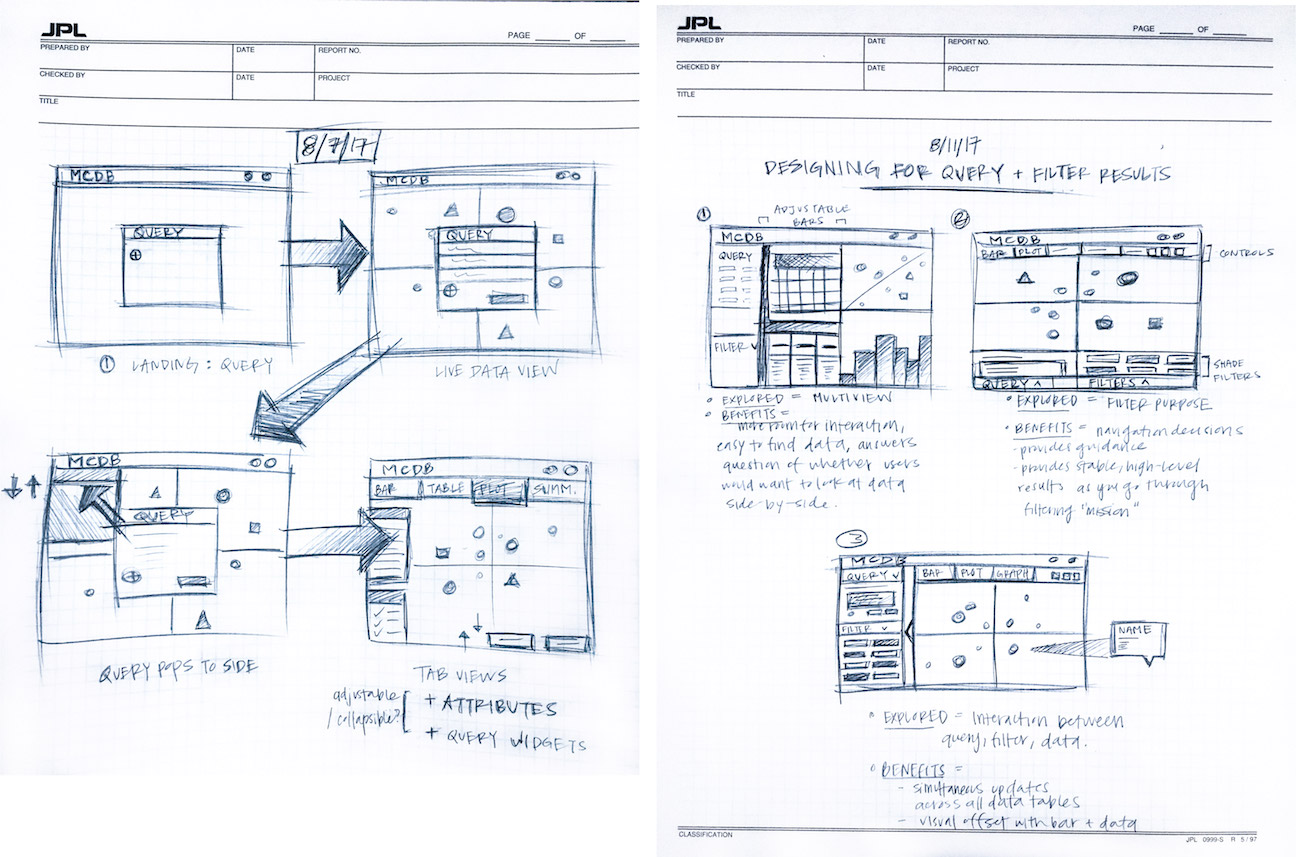 JPL
PAGE ____ OF ____
PREPARED BY
DATE
REPORT NO.
CHECKED BY
DATE
PROJECT
TITLE
8/7/17
MCDB
QUERY
① LANDING : QUERY
MCDB
QUERY
LIVE DATA VIEW
MCDB
QUERY
QUERY POPS TO SIDE
MCDB
BAR TABLE PLOT SUMM.
TAB VIEWS
adjustable
/collapsible?
+ ATTRIBUTES
+ QUERY WIDGETS
JPL
PAGE ____ OF ____
PREPARED BY
DATE
REPORT NO.
CHECKED BY
DATE
PROJECT
TITLE
8/11/17
DESIGNING FOR QUERY + FILTER RESULTS
①
ADJUSTABLE
BARS
MCDB
QUERY
FILTER
• EXPLORED = MULTIVIEW
• BENEFITS =
more room for interaction,
easy to find data, answers
question of whether users
would want to look at data
side-by-side.
②
MCDB
BAR PLOT
CONTROLS
SHADE
FILTERS
QUERY ^ FILTERS ^
• EXPLORED = FILTER PURPOSE
• BENEFITS = navigation decisions
- provides guidance
- provides stable, high-level
results as you go through
filtering "mission"
3
MCDB
QUERY
BAR PLOT GRAPH
FILTER
NAME
• EXPLORED = Interaction between
query, filter, data.
• BENEFITS =
- simultaneous updates
across all data tables
- visual offset with bar + data
CLASSIFICATION
JPL 0999-S R 5/97